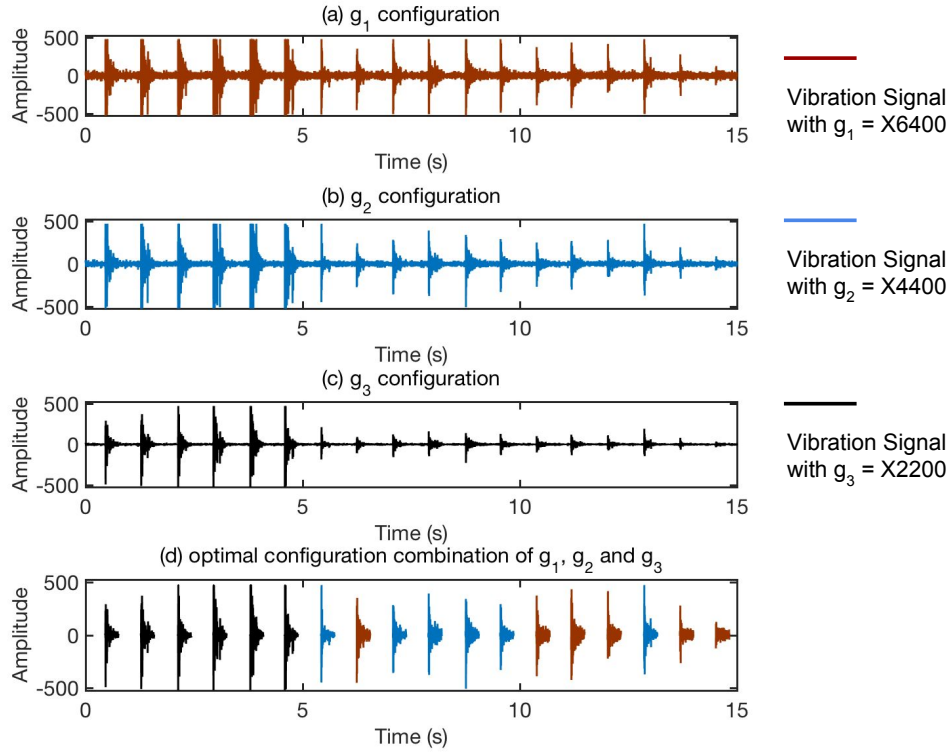 (a) g1 configuration
500
0
-500
Amplitude
0 5 10 15
Time (s)
Vibration Signal
with g1 = X6400
(b) g2 configuration
500
0
-500
Amplitude
0 5 10 15
Time (s)
Vibration Signal
with g2 = X4400
(c) g3 configuration
500
0
-500
Amplitude
0 5 10 15
Time (s)
Vibration Signal
with g3 = X2200
(d) optimal configuration combination of g1, g2 and g3
500
0
-500
Amplitude
0 5 10 15
Time (s)